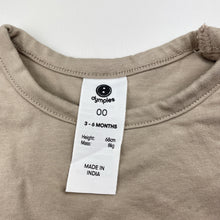 dymples
00
3 - 6 MONTHS
Height: 68cm
Mass: 8kg
MADE IN
INDIA